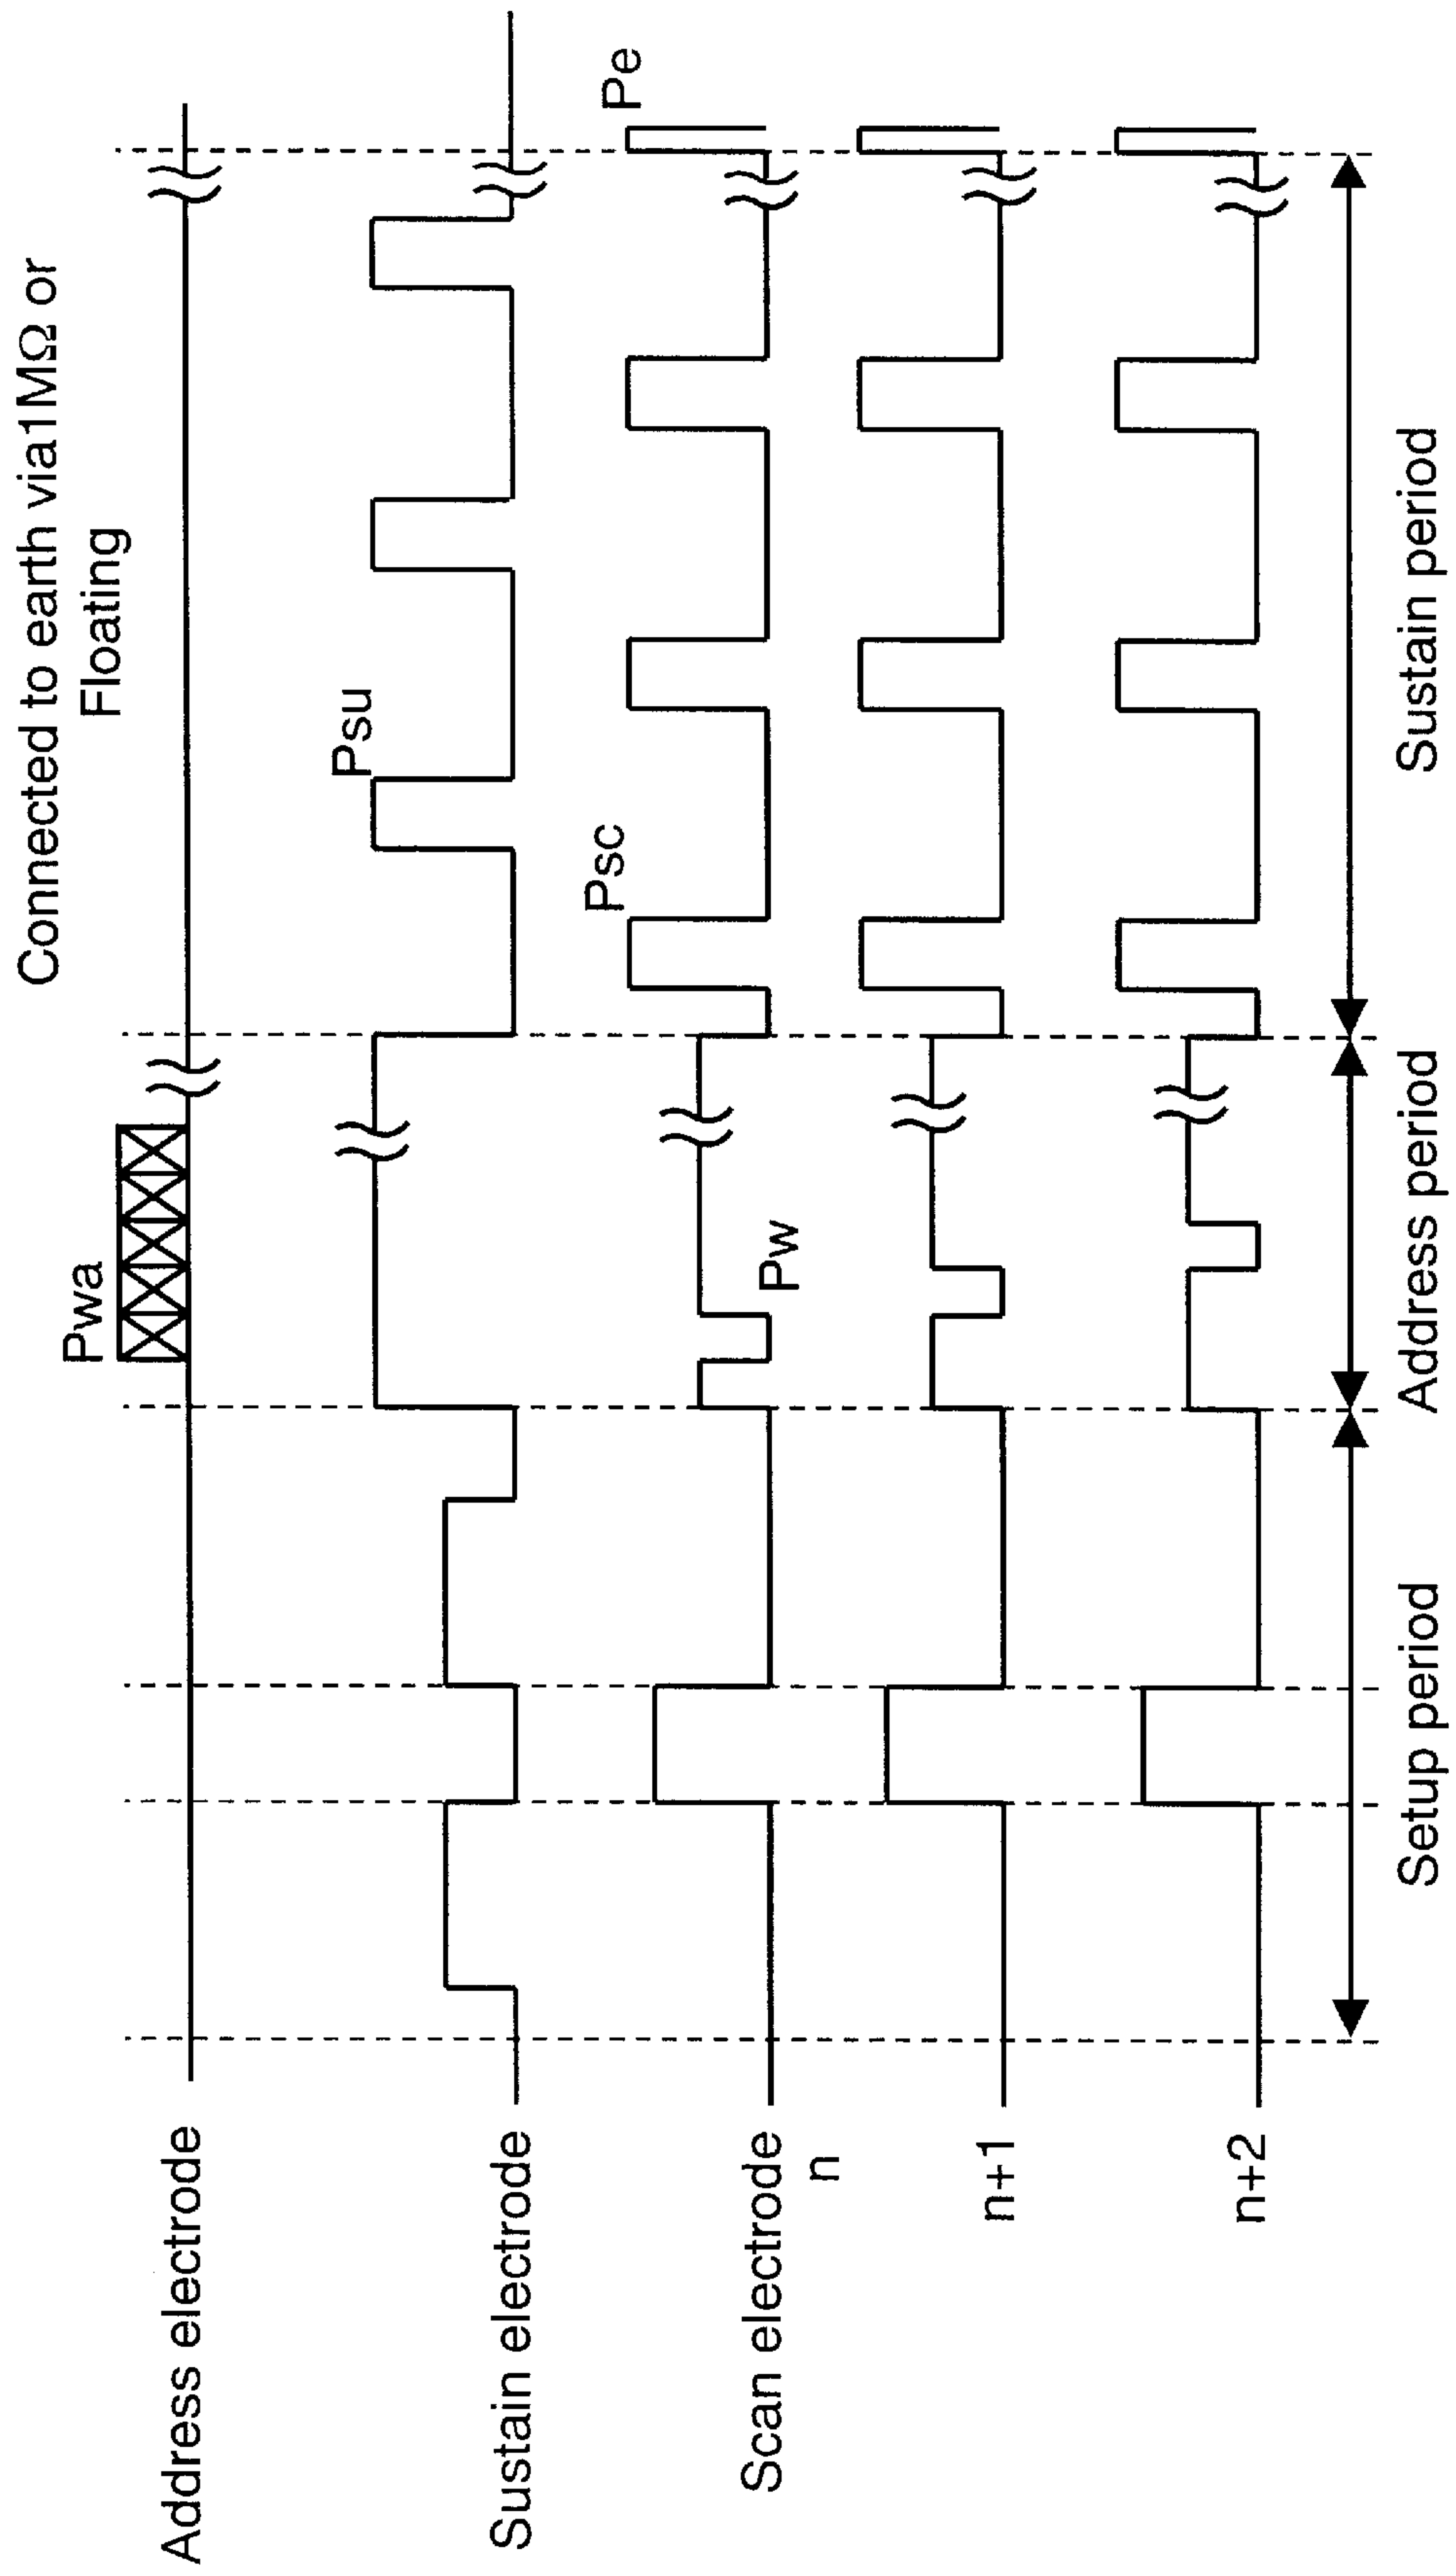 Connected to earth via1MΩ or
Floating
Pwa
Address electrode
Psu
Sustain electrode
Pe
Psc
Pw
Scan electrode
n
n+1
n+2
Setup period
Address period
Sustain period